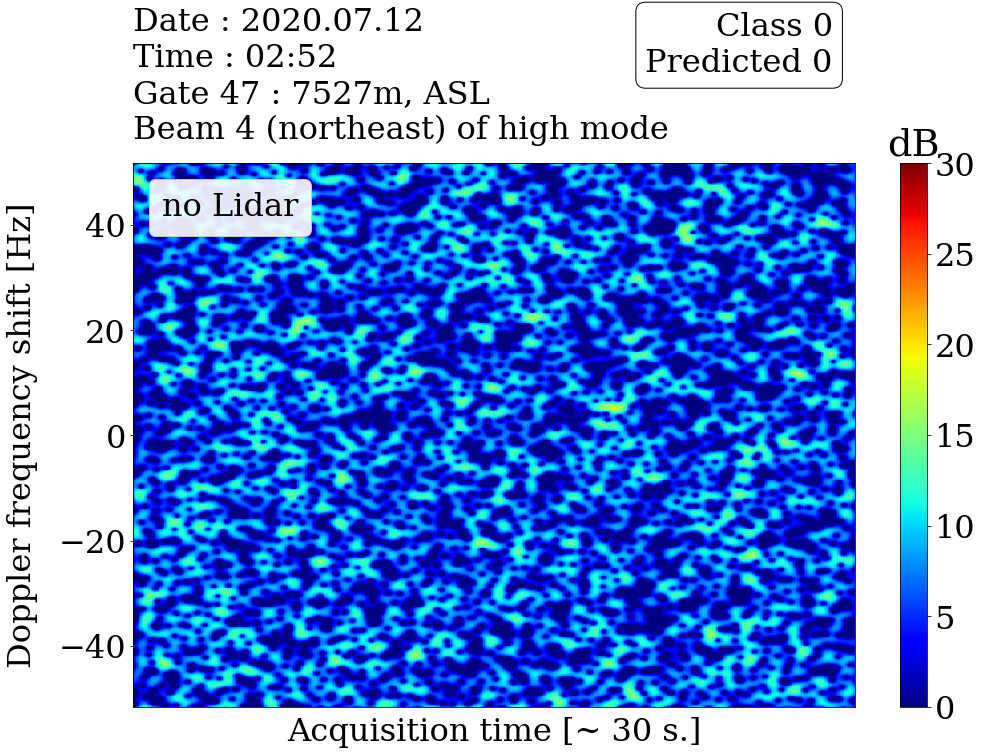 Date : 2020.07.12
Time : 02:52
Gate 47 : 7527m, ASL
Beam 4 (northeast) of high mode
Class 0
Predicted 0
dB
no Lidar
Doppler frequency shift [Hz]
40
20
0
−20
−40
30
25
20
15
10
5
0
Acquisition time [~ 30 s.]